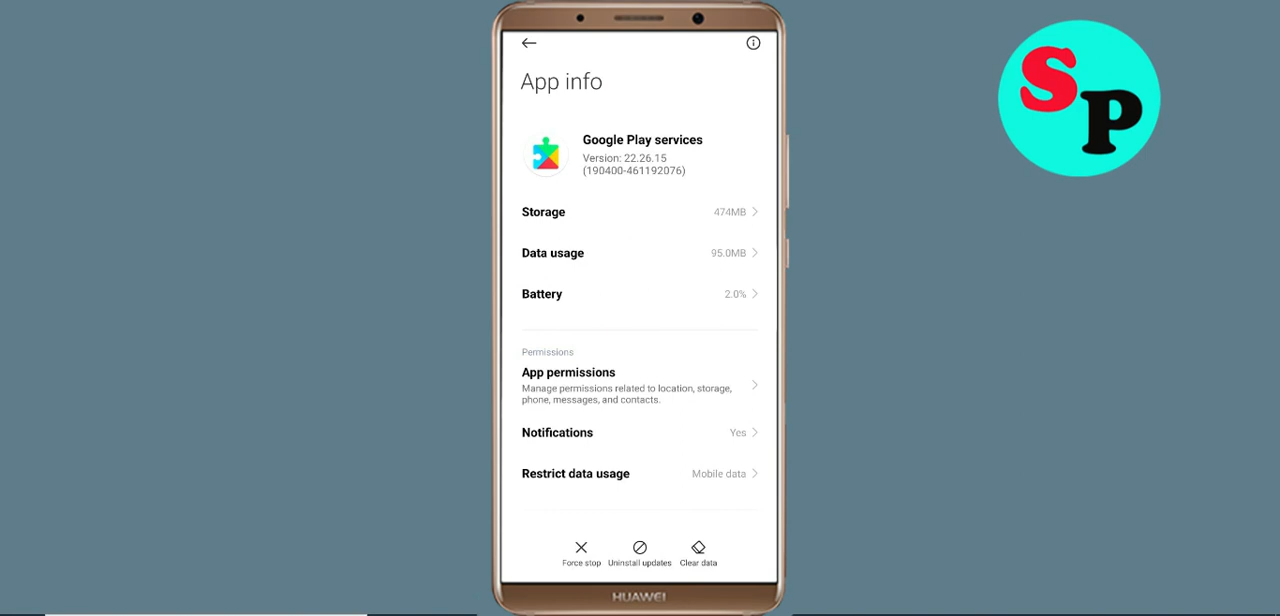 App info
Google Play services
Version: 22.26.15
(190400-461192076)
Storage 474MB
Data usage 95.0MB
Battery 2.0%
Permissions
App permissions
Manage permissions related to location, storage,
phone, messages, and contacts.
Notifications Yes
Restrict data usage Mobile data
Force stop Uninstall updates Clear data
HUAWEI
SP